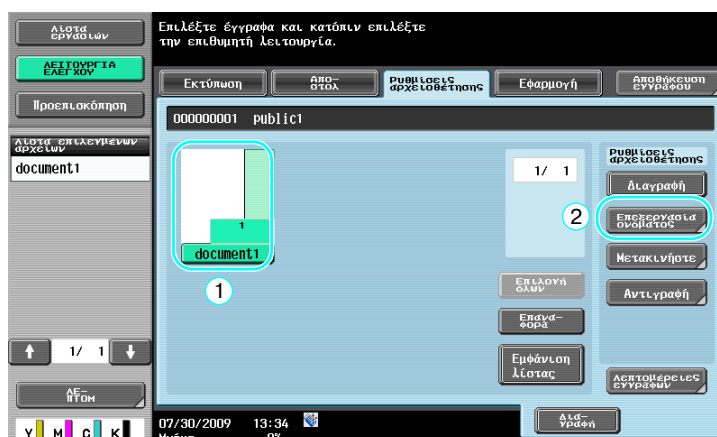 Λίστα
εργασιών
Επιλέξτε έγγραφα και κατόπιν επιλέξτε
την επιθυμητή λειτουργία.
ΛΕΙΤΟΥΡΓΙΑ
ΕΛΕΓΧΟΥ
Προεπισκόπηση
Εκτύπωση
Απο-
στολ
Ρυθμίσεις
αρχειοθέτησης
Εφαρμογή
Αποθήκευση
εγγράφου
000000001 public1
Λίστα επιλεγμένων
αρχείων
document1
1
document1
1
1/ 1
Ρυθμίσεις
αρχειοθέτησης
Διαγραφή
2
Επεξεργασία
ονόματος
Μετακινήστε
Αντιγραφή
Επιλογή
όλων
Επανα-
φορά
Εμφάνιση
λίστας
Λεπτομέρειες
εγγράφων
1/ 1
ΛΕ-
ΠΤΟΜ
Y M C K
07/30/2009 13:34
Μνήμη 0%
Δια-
γραφή